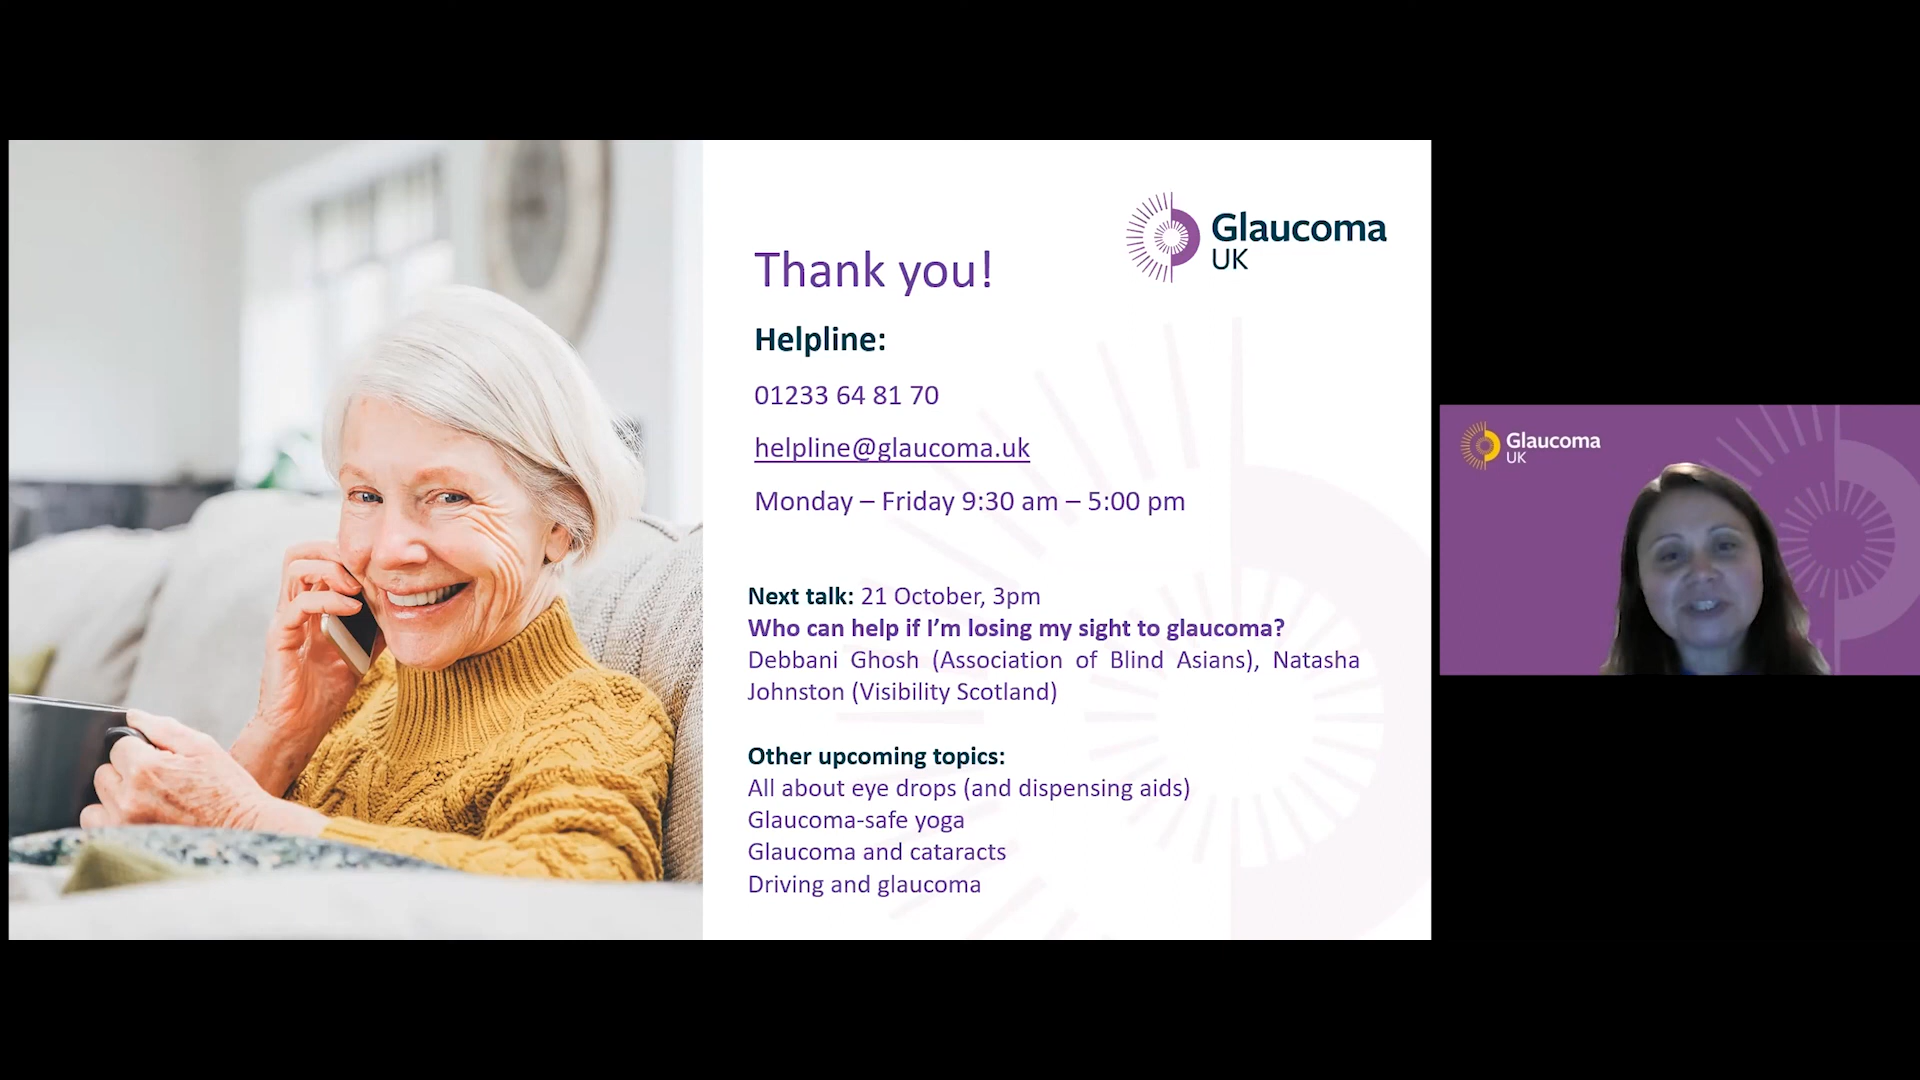 Glaucoma
UK
Thank you!
Helpline:
01233 64 81 70
helpline@glaucoma.uk
Monday – Friday 9:30 am – 5:00 pm
Next talk: 21 October, 3pm
Who can help if I’m losing my sight to glaucoma?
Debbani Ghosh (Association of Blind Asians), Natasha
Johnston (Visibility Scotland)
Other upcoming topics:
All about eye drops (and dispensing aids)
Glaucoma-safe yoga
Glaucoma and cataracts
Driving and glaucoma
Glaucoma
UK